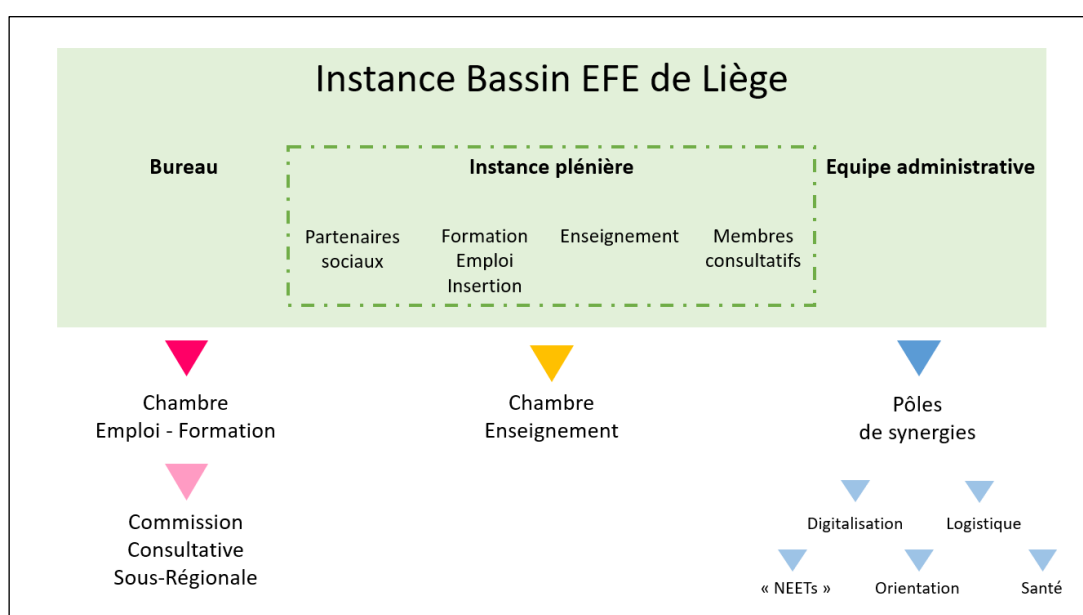 Instance Bassin EFE de Liège
Bureau
Instance plénière
Equipe administrative
Partenaires
sociaux
Formation
Emploi
Insertion
Enseignement
Membres
consultatifs
Chambre
Emploi - Formation
Chambre
Enseignement
Pôles
de synergies
Commission
Consultative
Sous-Régionale
Digitalisation
Logistique
« NEETs »
Orientation
Santé